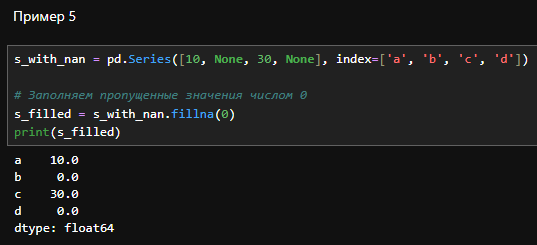 Пример 5
s_with_nan = pd.Series([10, None, 30, None], index=['a', 'b', 'c', 'd'])
# Заполняем пропущенные значения числом 0
s_filled = s_with_nan.fillna(0)
print(s_filled)
a    10.0
b     0.0
c    30.0
d     0.0
dtype: float64